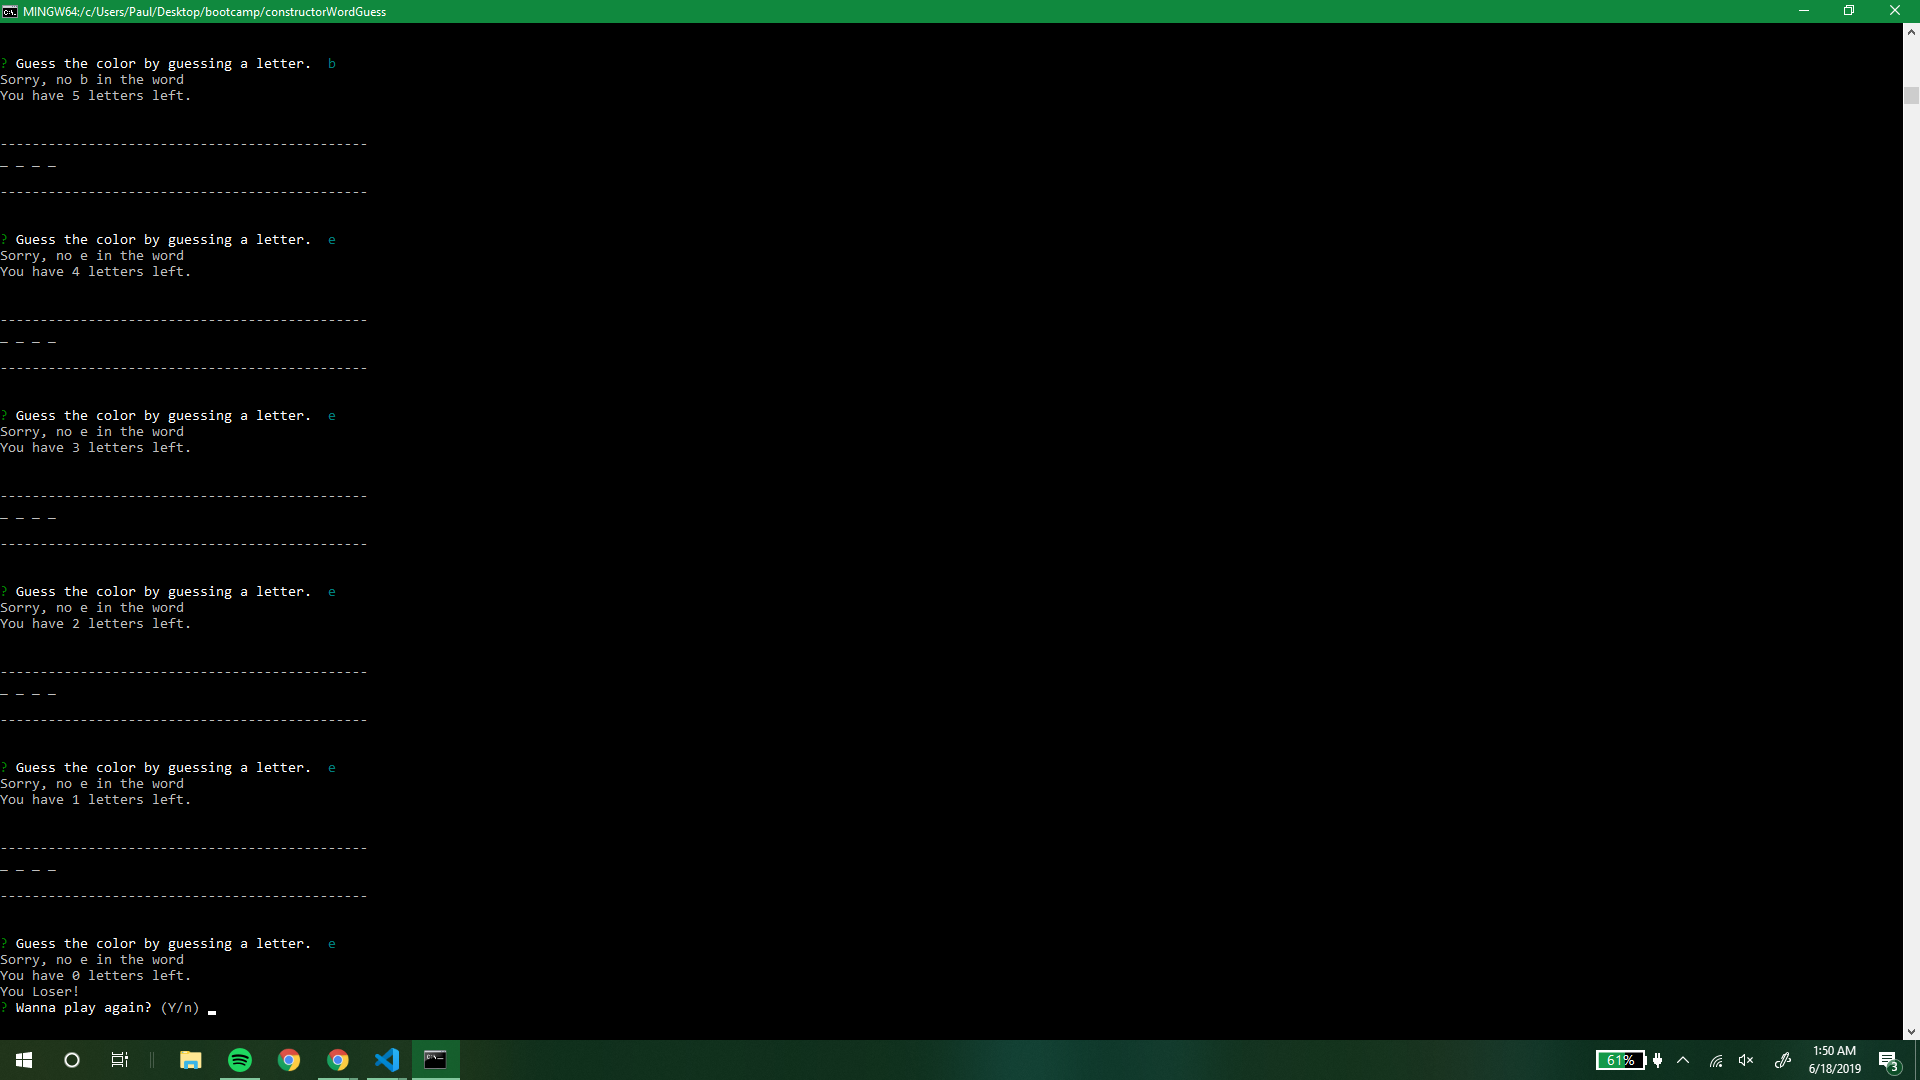 MINGW64:/c/Users/Paul/Desktop/bootcamp/constructorWordGuess
? Guess the color by guessing a letter.  b
Sorry, no b in the word
You have 5 letters left.
----------------------------------------------
_ _ _ _
----------------------------------------------
? Guess the color by guessing a letter.  e
Sorry, no e in the word
You have 4 letters left.
----------------------------------------------
_ _ _ _
----------------------------------------------
? Guess the color by guessing a letter.  e
Sorry, no e in the word
You have 3 letters left.
----------------------------------------------
_ _ _ _
----------------------------------------------
? Guess the color by guessing a letter.  e
Sorry, no e in the word
You have 2 letters left.
----------------------------------------------
_ _ _ _
----------------------------------------------
? Guess the color by guessing a letter.  e
Sorry, no e in the word
You have 1 letters left.
----------------------------------------------
_ _ _ _
----------------------------------------------
? Guess the color by guessing a letter.  e
Sorry, no e in the word
You have 0 letters left.
You Loser!
? Wanna play again? (Y/n)
61%
1:50 AM
6/18/2019
3